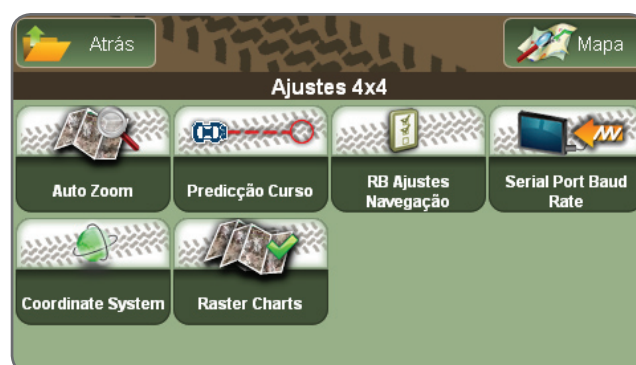 Atrás
Mapa
Ajustes 4x4
Auto Zoom
Predicção Curso
RB Ajustes
Navegação
Serial Port Baud
Rate
Coordinate System
Raster Charts